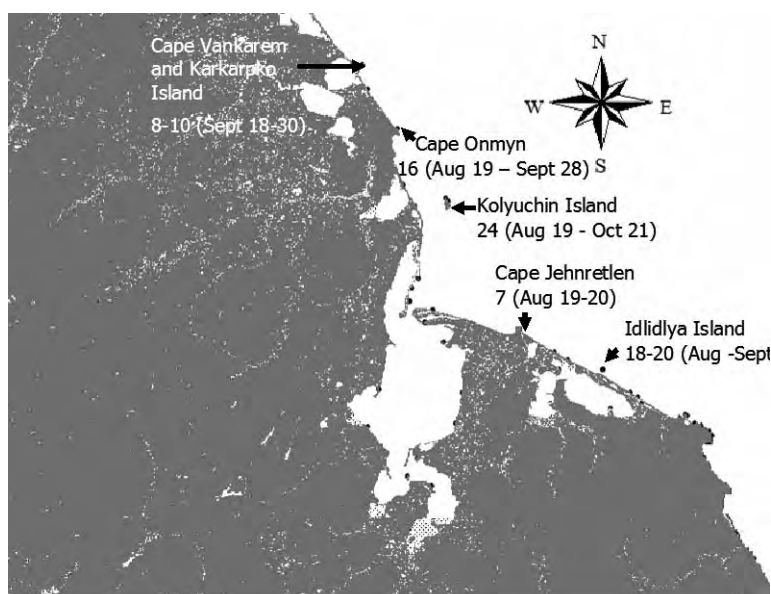 Cape Vankarem
and Karkarpko
Island
8-10 (Sept 18-30)
N
W
E
S
Cape Onmyn
16 (Aug 19 – Sept 28)
Kolyuchin Island
24 (Aug 19 - Oct 21)
Cape Jehnretlen
7 (Aug 19-20)
Idlidlya Island
18-20 (Aug -Sept